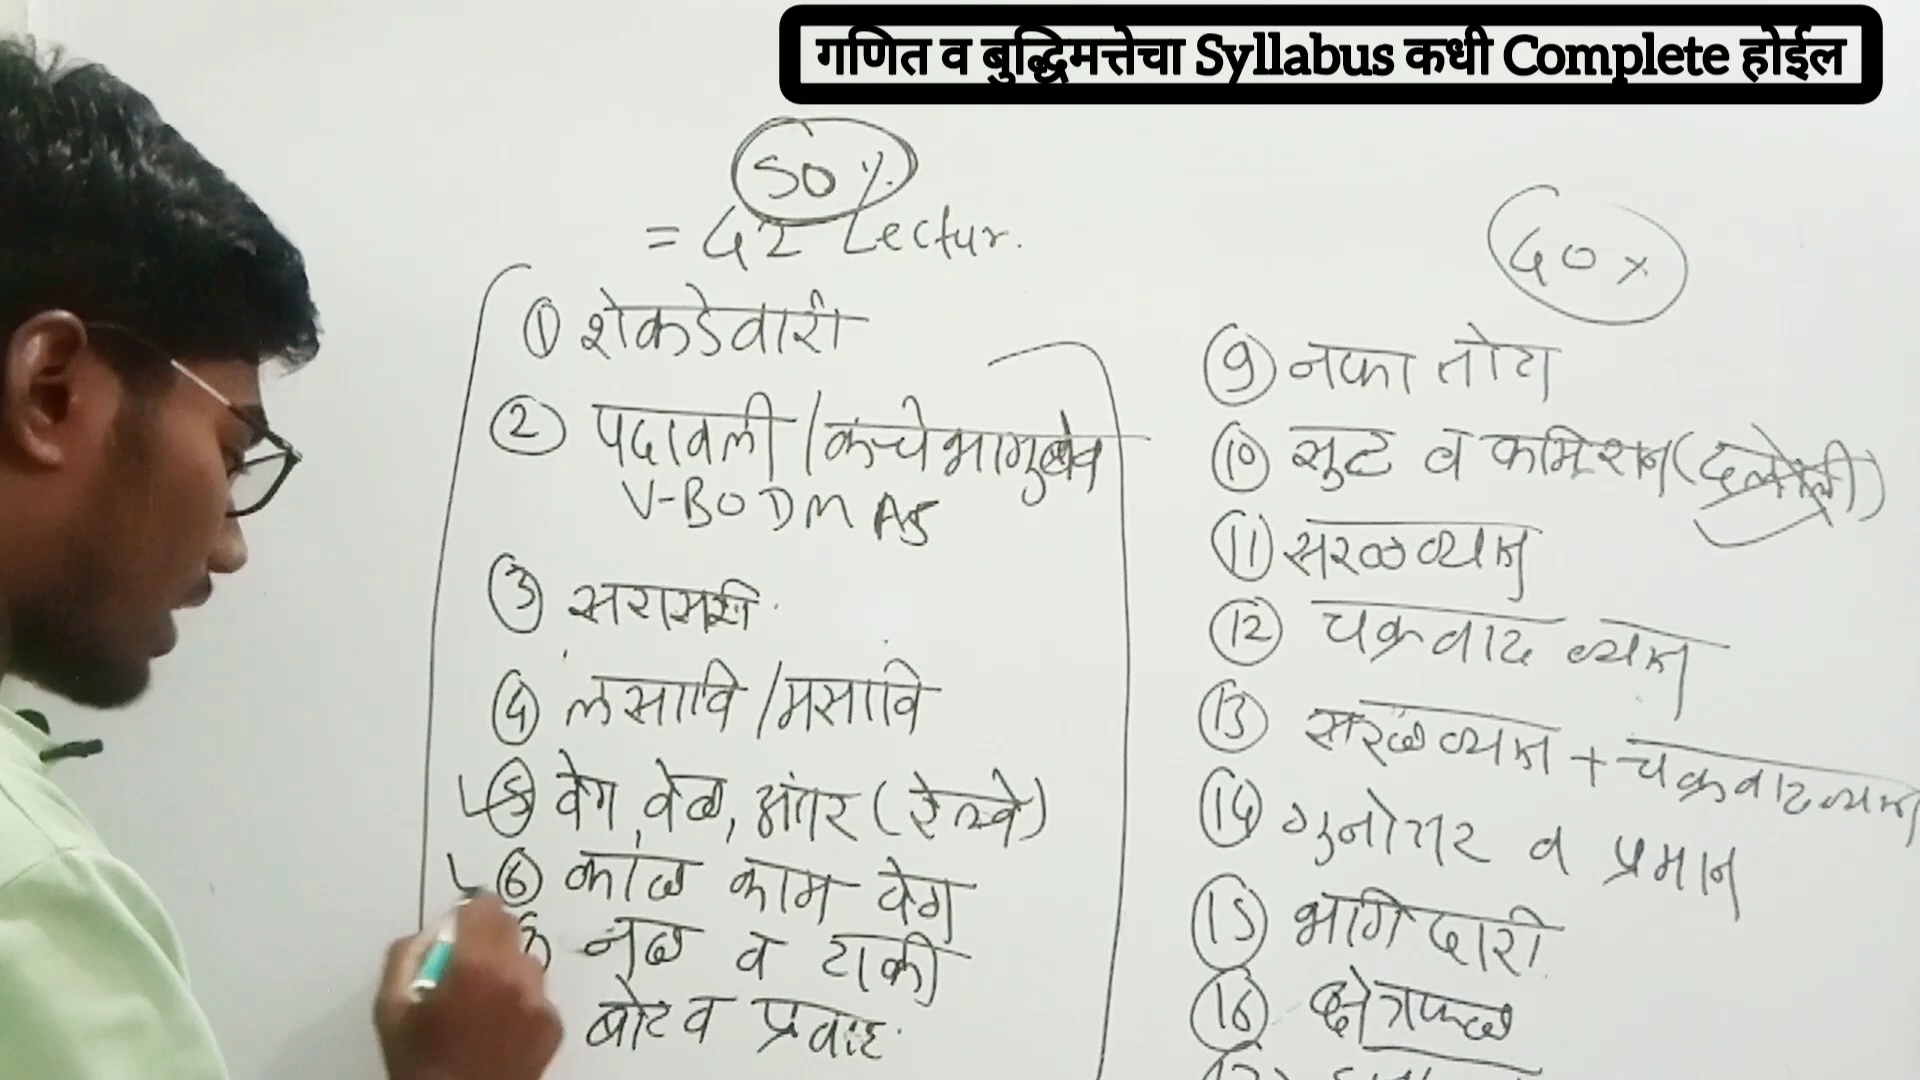 गणित व बुद्धिमत्तेचा Syllabus कधी Complete होईल
50%
= 42 Lectur.
① शेकडेवारी
② पदावली / कंचेभागुबेव
V-BODMAS
③ सरासरी
④ लसावि / मसावि
⑤ वेग, वेळ, अंतर (रेल्वे)
⑥ काळ काम वेग
नळ व टाकी
बोट व प्रवाह
40%
⑨ नफा तोटा
⑩ सुट व कमिशन (दलाली)
⑪ सरळव्याज
⑫ चक्रवाढ व्याज
⑬ सरळव्याज + चक्रवाढव्याज
⑭ गुनोत्तर व प्रमान
⑮ भागिदारी
⑯ क्षेत्रफळ